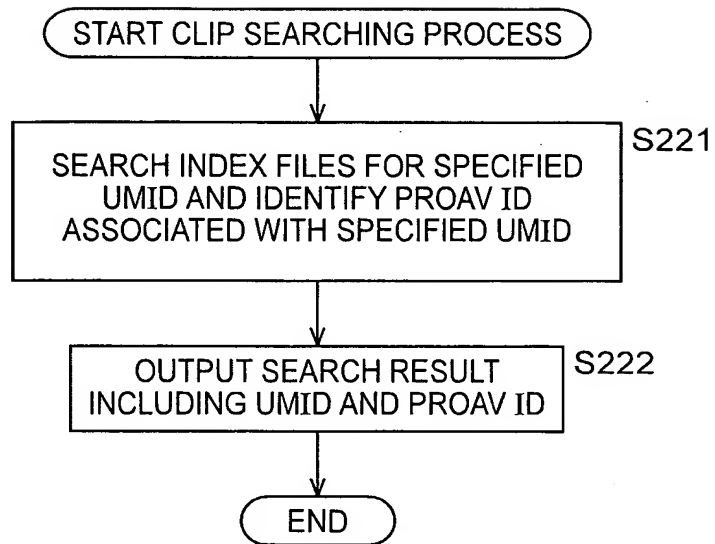 START CLIP SEARCHING PROCESS
S221
SEARCH INDEX FILES FOR SPECIFIED
UMID AND IDENTIFY PROAV ID
ASSOCIATED WITH SPECIFIED UMID
S222
OUTPUT SEARCH RESULT
INCLUDING UMID AND PROAV ID
END